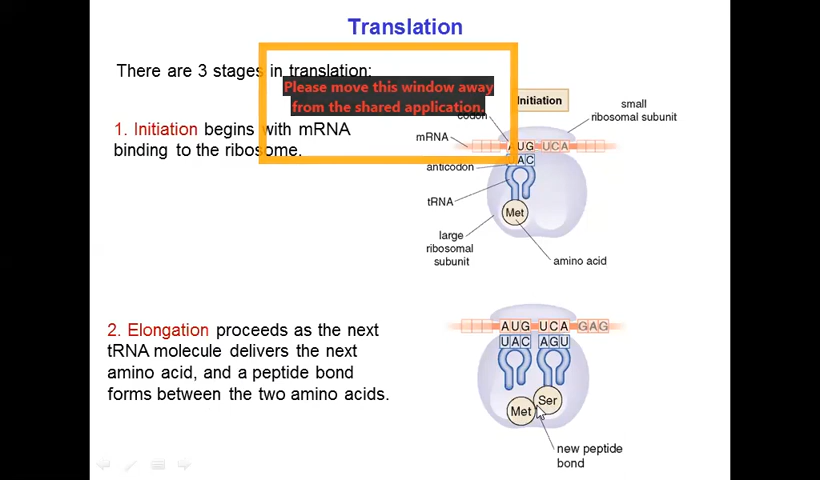 Translation
There are 3 stages in translation:
Please move this window away
from the shared application.
1. Initiation begins with mRNA
binding to the ribosome.
Initiation
small
ribosomal subunit
codon
mRNA
AUG UCA
UAC
anticodon
tRNA
Met
large
ribosomal
subunit
amino acid
2. Elongation proceeds as the next
tRNA molecule delivers the next
amino acid, and a peptide bond
forms between the two amino acids.
AUG UCA GAG
UAC AGU
Met Ser
new peptide
bond